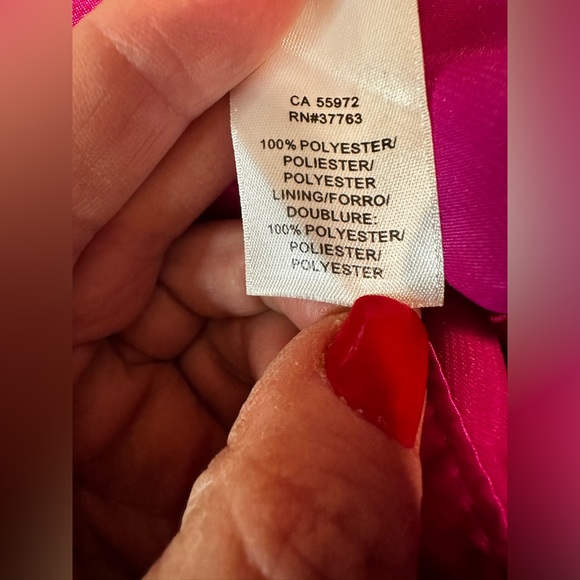 CA 55972
RN#37763
100% POLYESTER/
POLIESTER/
POLYESTER
LINING/FORRO/
DOUBLURE:
100% POLYESTER/
POLIESTER/
POLYESTER